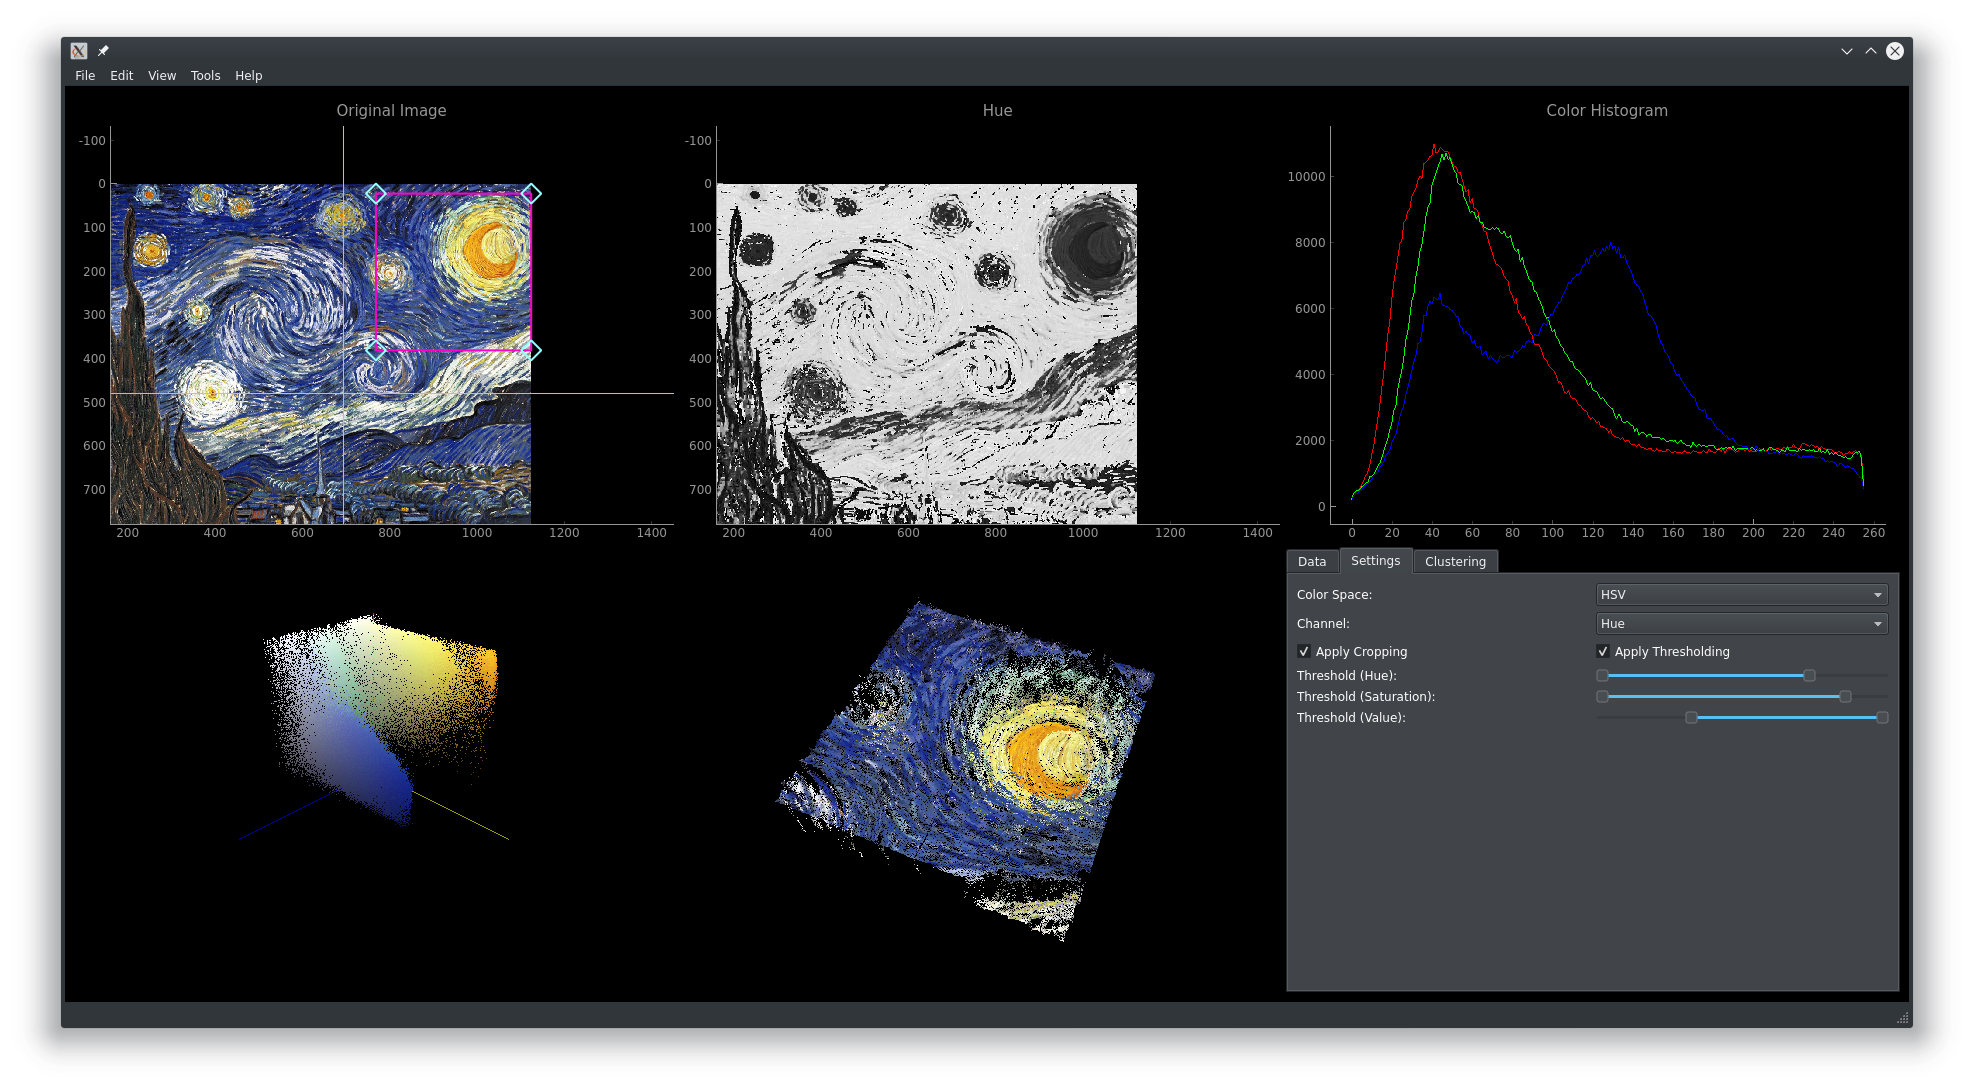 File Edit View Tools Help
Original Image
-100
0
100
200
300
400
500
600
700
200 400 600 800 1000 1200 1400
Hue
-100
0
100
200
300
400
500
600
700
200 400 600 800 1000 1200 1400
Color Histogram
10000
8000
6000
4000
2000
0
0 20 40 60 80 100 120 140 160 180 200 220 240 260
Data Settings Clustering
Color Space: HSV
Channel: Hue
Apply Cropping Apply Thresholding
Threshold (Hue):
Threshold (Saturation):
Threshold (Value):